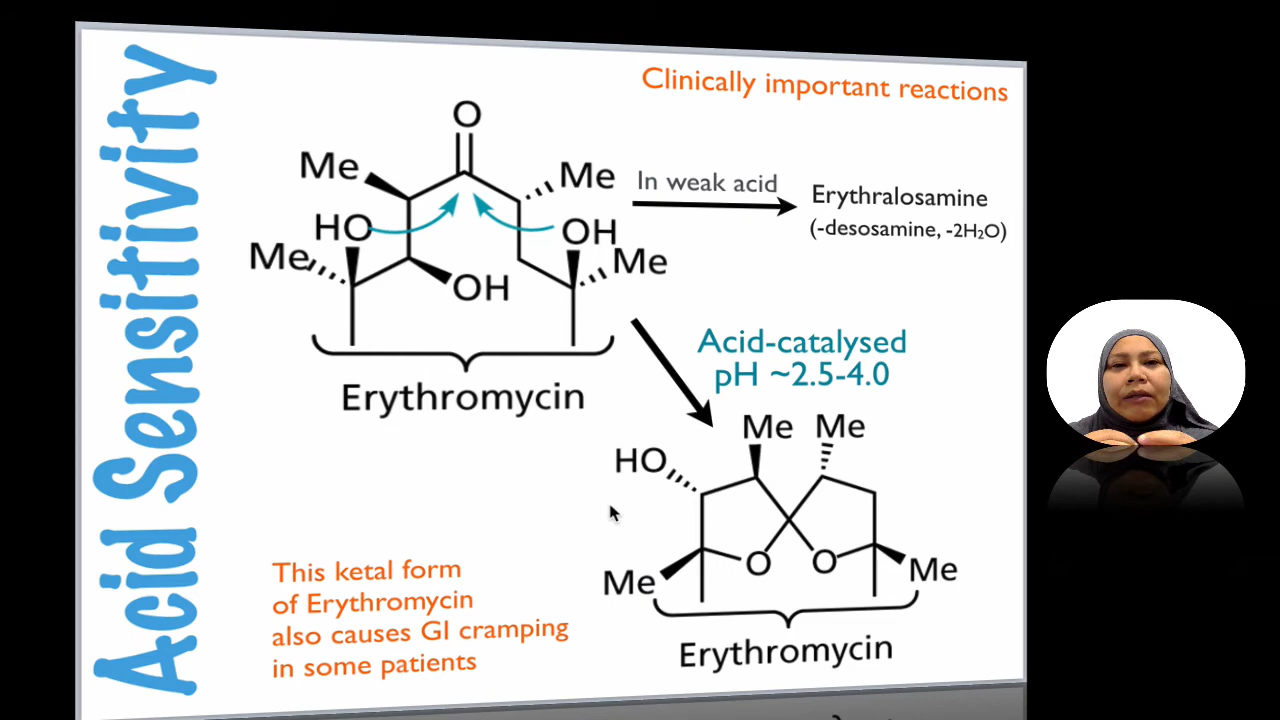 Acid Sensitivity
Clinically important reactions
O
Me
Me
In weak acid
Erythralosamine
(-desosamine, -2H₂O)
HO
OH
Me
Me
OH
Erythromycin
Acid-catalysed
pH ~2.5-4.0
Me Me
HO
O
O
Me
Me
Erythromycin
This ketal form
of Erythromycin
also causes GI cramping
in some patients